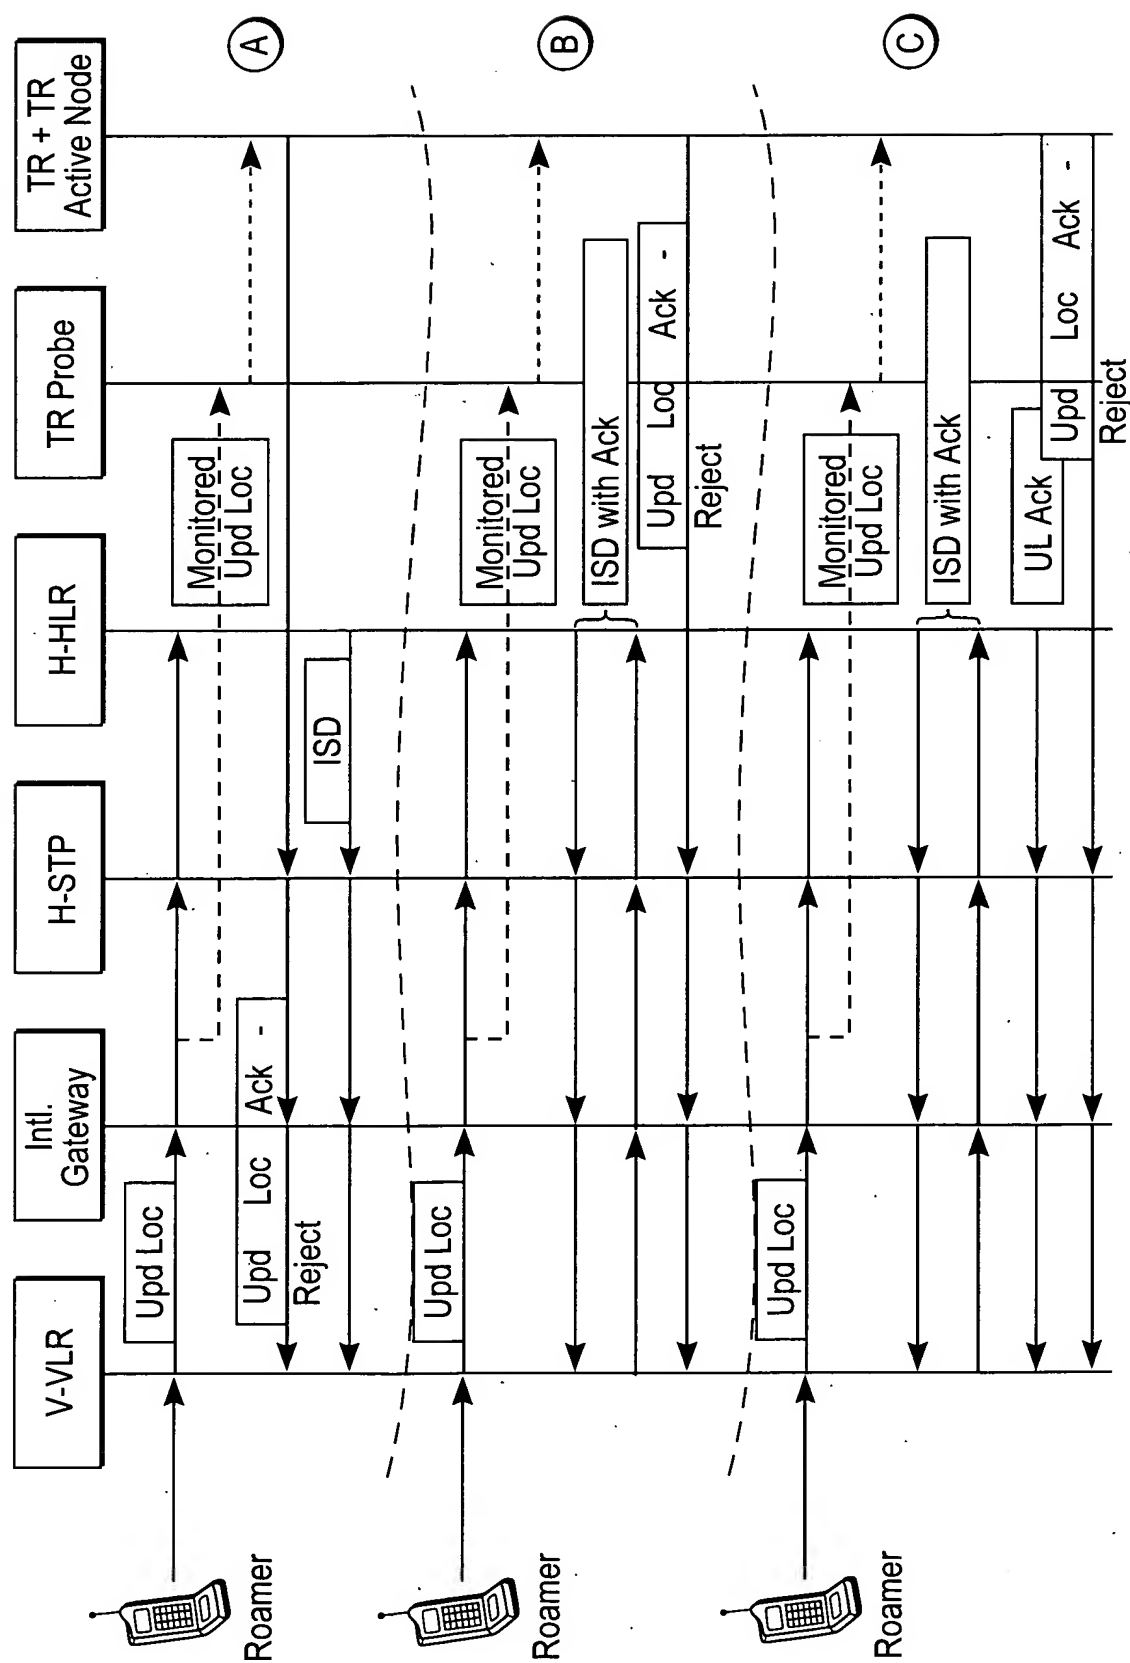 V-VLR
Intl.
Gateway
H-STP
H-HLR
TR Probe
TR + TR
Active Node
Roamer
Upd Loc
Monitored
Upd Loc
A
Upd Loc Ack -
Reject
ISD
Roamer
Upd Loc
Monitored
Upd Loc
B
ISD with Ack
Upd Loc Ack -
Reject
Roamer
Upd Loc
Monitored
Upd Loc
C
ISD with Ack
UL Ack
Upd Loc Ack -
Reject